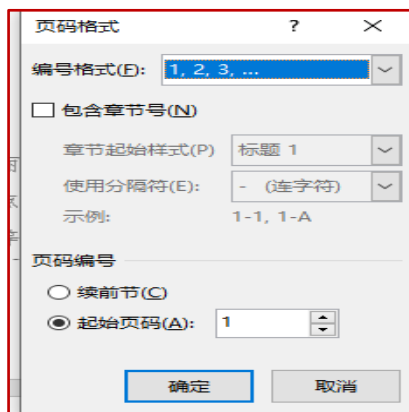 页码格式 ?
编号格式(F): 1, 2, 3, ...
包含章节号(N)
章节起始样式(P) 标题 1
使用分隔符(E): - (连字符)
示例: 1-1, 1-A
页码编号
续前节(C)
起始页码(A): 1
确定 取消